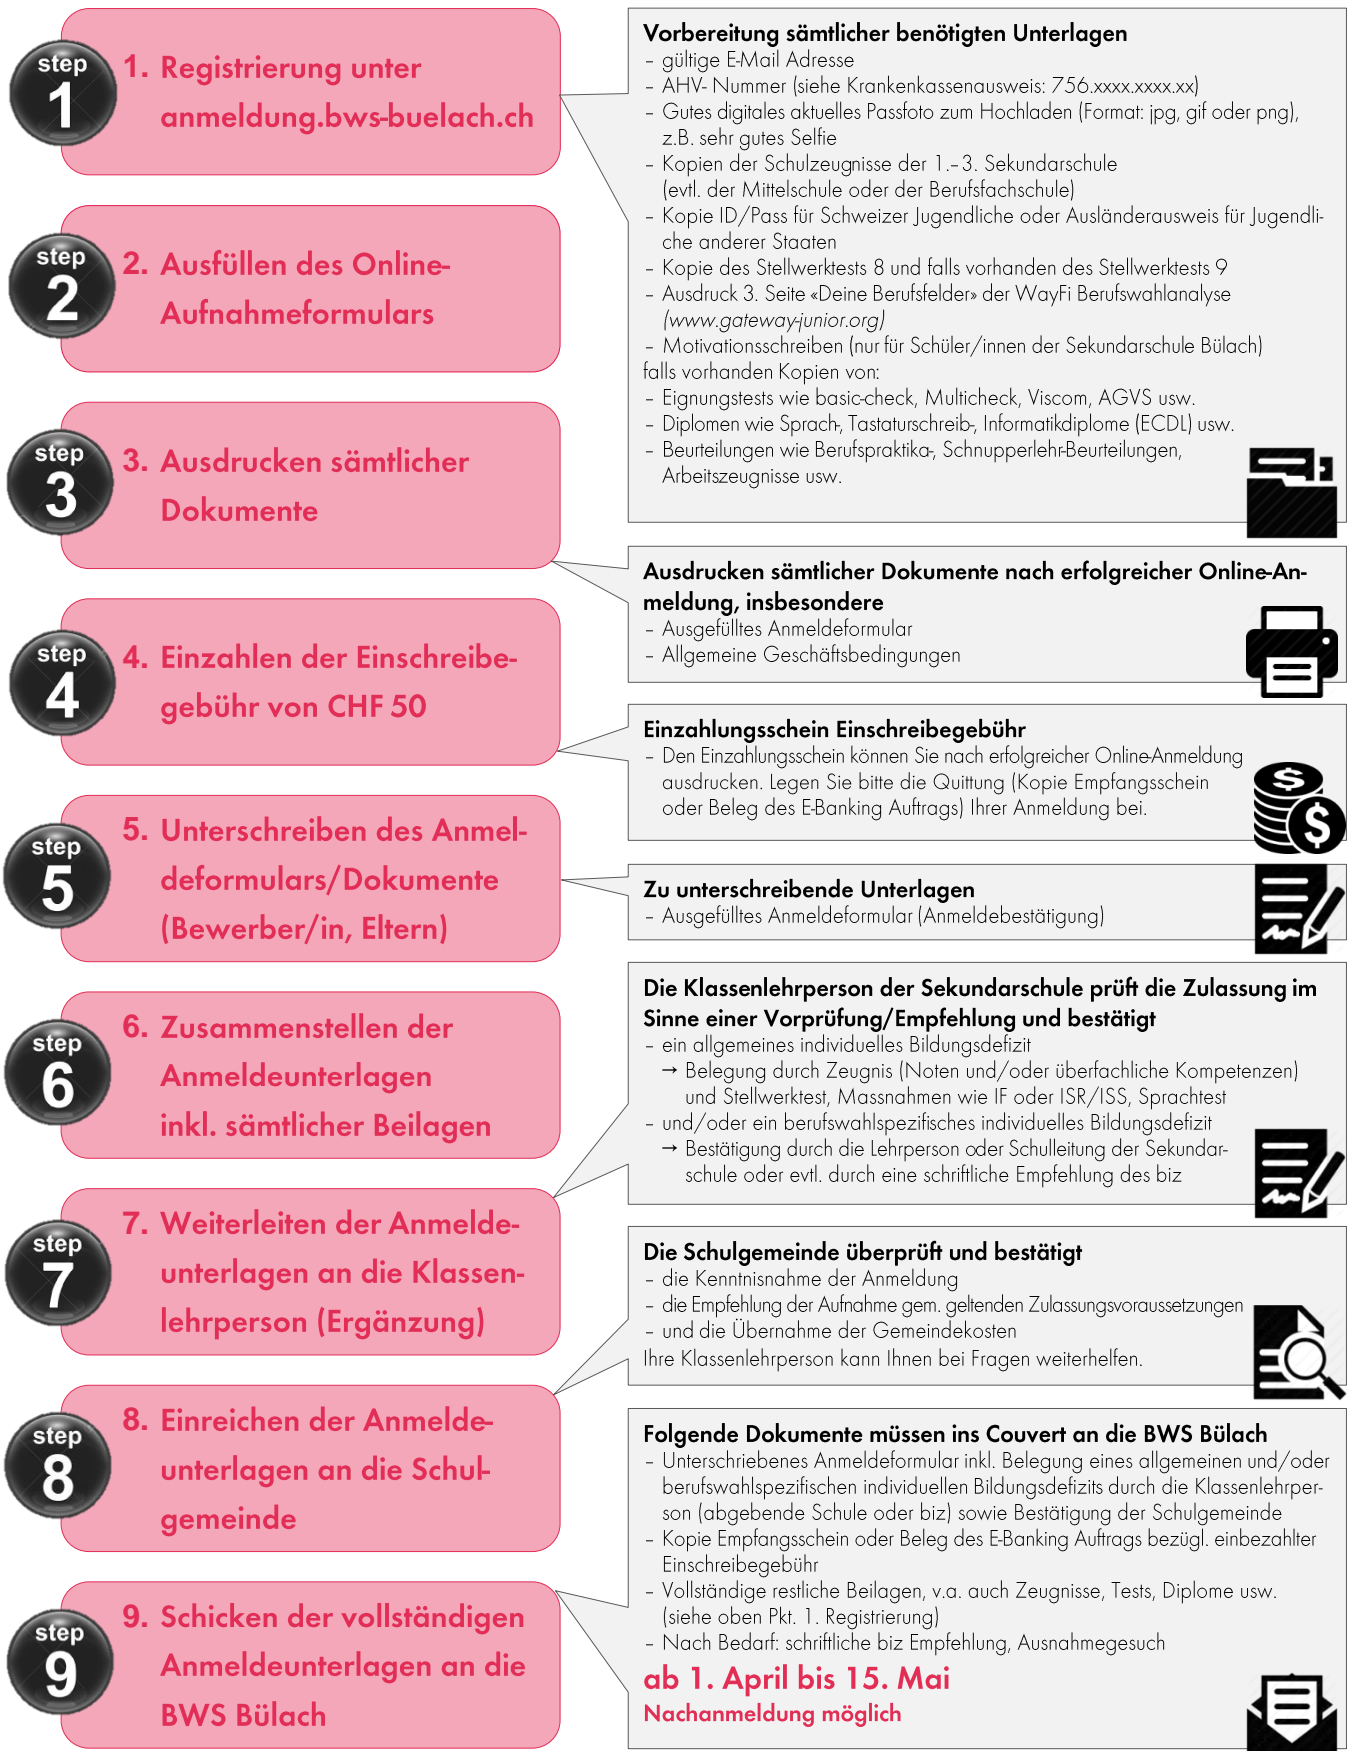 step
1
1. Registrierung unter
anmeldung.bws-buelach.ch
Vorbereitung sämtlicher benötigten Unterlagen
- gültige E-Mail Adresse
- AHV- Nummer (siehe Krankenkassenausweis: 756.xxxx.xxxx.xx)
- Gutes digitales aktuelles Passfoto zum Hochladen (Format: jpg, gif oder png),
z.B. sehr gutes Selfie
- Kopien der Schulzeugnisse der 1.–3. Sekundarschule
(evtl. der Mittelschule oder der Berufsfachschule)
- Kopie ID/Pass für Schweizer Jugendliche oder Ausländerausweis für Jugendli-
che anderer Staaten
- Kopie des Stellwerktests 8 und falls vorhanden des Stellwerktests 9
- Ausdruck 3. Seite «Deine Berufsfelder» der WayFi Berufswahlanalyse
(www.gateway-junior.org)
- Motivationsschreiben (nur für Schüler/innen der Sekundarschule Bülach)
falls vorhanden Kopien von:
- Eignungstests wie basic-check, Multicheck, Viscom, AGVS usw.
- Diplomen wie Sprach-, Tastaturschreib-, Informatikdiplome (ECDL) usw.
- Beurteilungen wie Berufspraktika-, Schnupperlehr-Beurteilungen,
Arbeitszeugnisse usw.
step
2
2. Ausfüllen des Online-
Aufnahmeformulars
step
3
3. Ausdrucken sämtlicher
Dokumente
Ausdrucken sämtlicher Dokumente nach erfolgreicher Online-An-
meldung, insbesondere
- Ausgefülltes Anmeldeformular
- Allgemeine Geschäftsbedingungen
step
4
4. Einzahlen der Einschreibe-
gebühr von CHF 50
Einzahlungsschein Einschreibegebühr
- Den Einzahlungsschein können Sie nach erfolgreicher Online-Anmeldung
ausdrucken. Legen Sie bitte die Quittung (Kopie Empfangsschein
oder Beleg des E-Banking Auftrags) Ihrer Anmeldung bei.
$
$
step
5
5. Unterschreiben des Anmel-
deformulars/Dokumente
(Bewerber/in, Eltern)
Zu unterschreibende Unterlagen
- Ausgefülltes Anmeldeformular (Anmeldebestätigung)
step
6
6. Zusammenstellen der
Anmeldeunterlagen
inkl. sämtlicher Beilagen
step
7
7. Weiterleiten der Anmelde-
unterlagen an die Klassen-
lehrperson (Ergänzung)
Die Klassenlehrperson der Sekundarschule prüft die Zulassung im
Sinne einer Vorprüfung/Empfehlung und bestätigt
- ein allgemeines individuelles Bildungsdefizit
→ Belegung durch Zeugnis (Noten und/oder überfachliche Kompetenzen)
und Stellwerktest, Massnahmen wie IF oder ISR/ISS, Sprachtest
- und/oder ein berufswahlspezifisches individuelles Bildungsdefizit
→ Bestätigung durch die Lehrperson oder Schulleitung der Sekundar-
schule oder evtl. durch eine schriftliche Empfehlung des biz
step
8
8. Einreichen der Anmelde-
unterlagen an die Schul-
gemeinde
Die Schulgemeinde überprüft und bestätigt
- die Kenntnisnahme der Anmeldung
- die Empfehlung der Aufnahme gem. geltenden Zulassungsvoraussetzungen
- und die Übernahme der Gemeindekosten
Ihre Klassenlehrperson kann Ihnen bei Fragen weiterhelfen.
step
9
9. Schicken der vollständigen
Anmeldeunterlagen an die
BWS Bülach
Folgende Dokumente müssen ins Couvert an die BWS Bülach
- Unterschriebenes Anmeldeformular inkl. Belegung eines allgemeinen und/oder
berufswahlspezifischen individuellen Bildungsdefizits durch die Klassenlehrper-
son (abgebende Schule oder biz) sowie Bestätigung der Schulgemeinde
- Kopie Empfangsschein oder Beleg des E-Banking Auftrags bezügl. einbezahlter
Einschreibegebühr
- Vollständige restliche Beilagen, v.a. auch Zeugnisse, Tests, Diplome usw.
(siehe oben Pkt. 1. Registrierung)
- Nach Bedarf: schriftliche biz Empfehlung, Ausnahmegesuch
ab 1. April bis 15. Mai
Nachanmeldung möglich